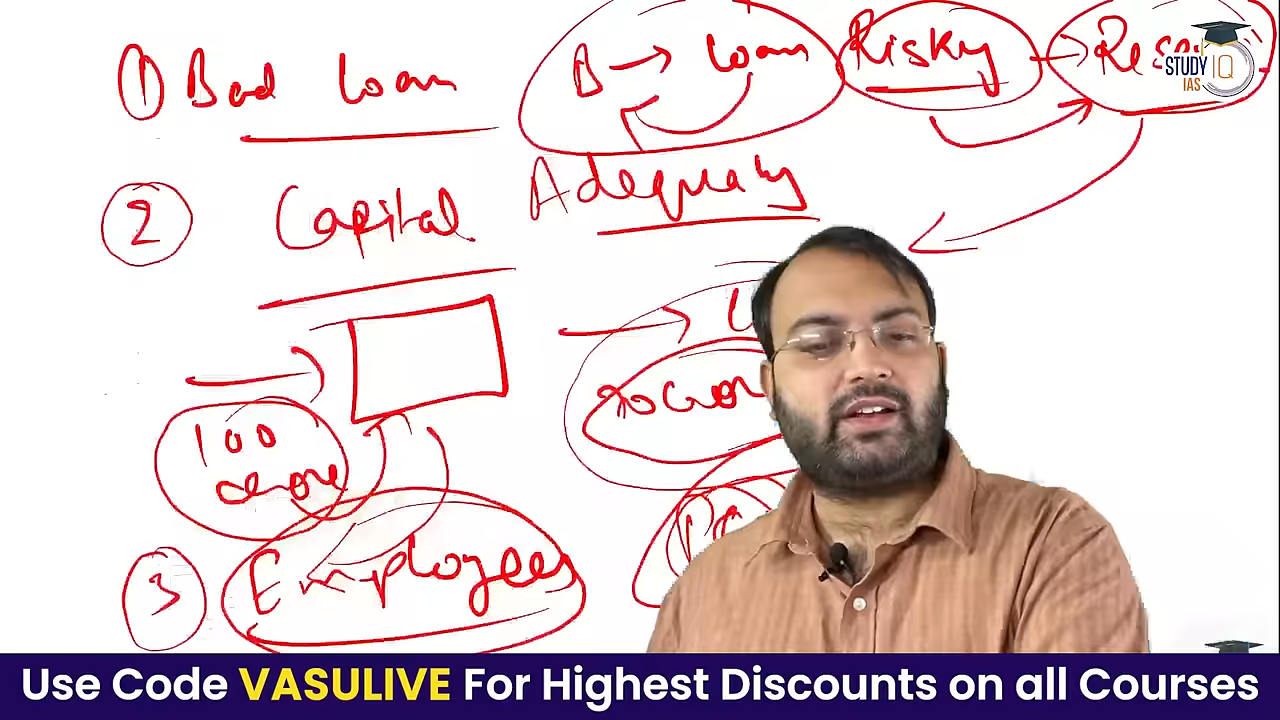 ① Bad loan B → loan Risky →
STUDY IQ
IAS
② Capital Adequacy
100
crore
③ Employees
Use Code VASULIVE For Highest Discounts on all Courses